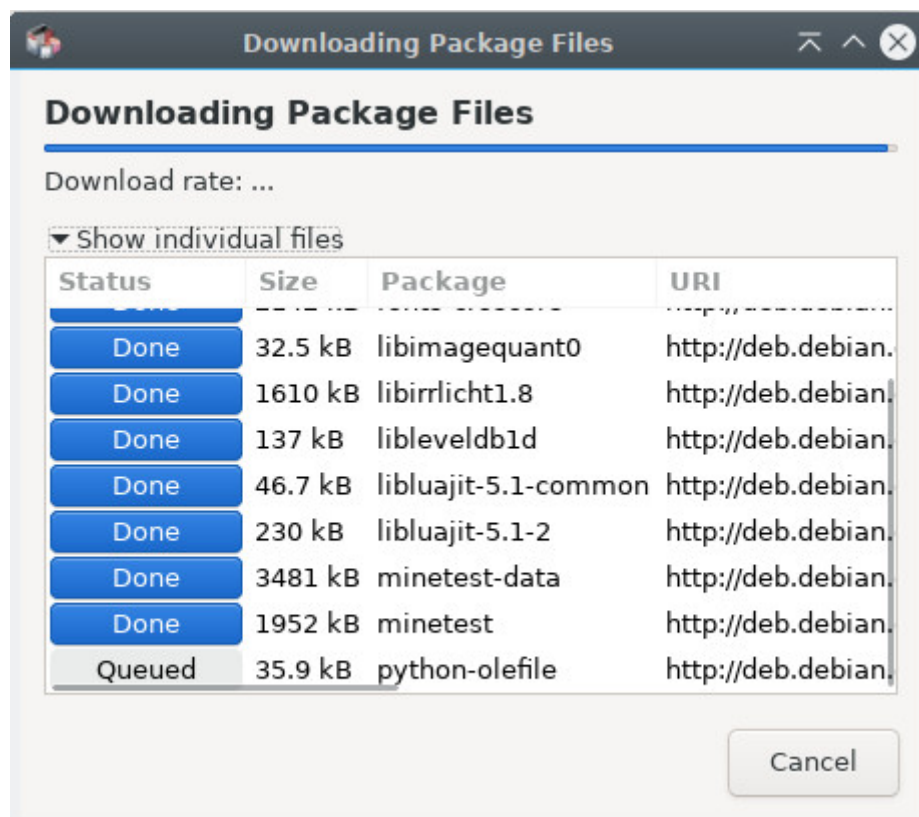 Downloading Package Files
Downloading Package Files
Download rate: ...
Show individual files
Status Size Package URI
Done 32.5 kB libimagequant0 http://deb.debian.
Done 1610 kB libirrlicht1.8 http://deb.debian.
Done 137 kB libleveldb1d http://deb.debian.
Done 46.7 kB libluajit-5.1-common http://deb.debian.
Done 230 kB libluajit-5.1-2 http://deb.debian.
Done 3481 kB minetest-data http://deb.debian.
Done 1952 kB minetest http://deb.debian.
Queued 35.9 kB python-olefile http://deb.debian.
Cancel